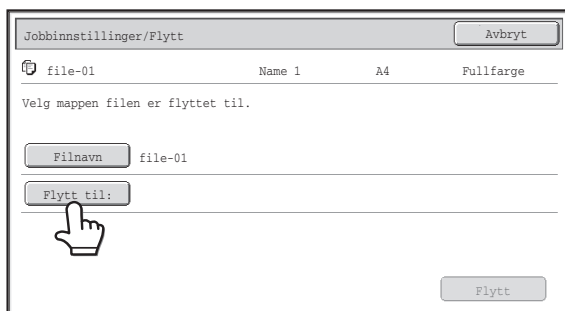 Jobbinnstillinger/Flytt Avbryt
file-01 Name 1 A4 Fullfarge
Velg mappen filen er flyttet til.
Filnavn file-01
Flytt til:
Flytt